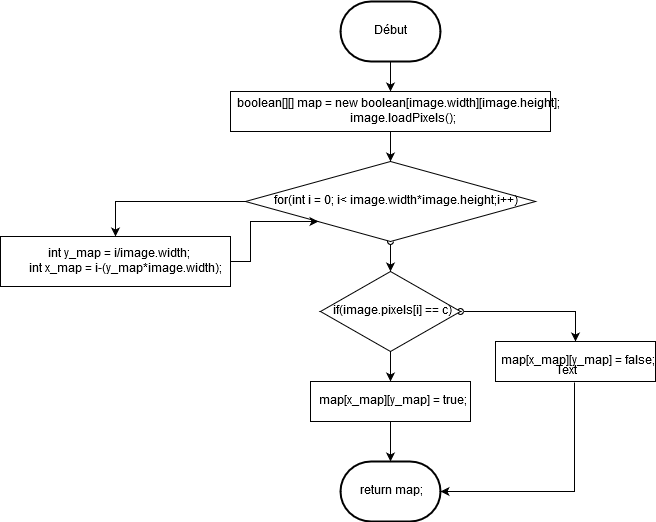 Début
boolean[][] map = new boolean[image.width][image.height];
image.loadPixels();
for(int i = 0; i< image.width*image.height;i++)
int y_map = i/image.width;
int x_map = i-(y_map*image.width);
if(image.pixels[i] == c)
map[x_map][y_map] = false;
Text
map[x_map][y_map] = true;
return map;